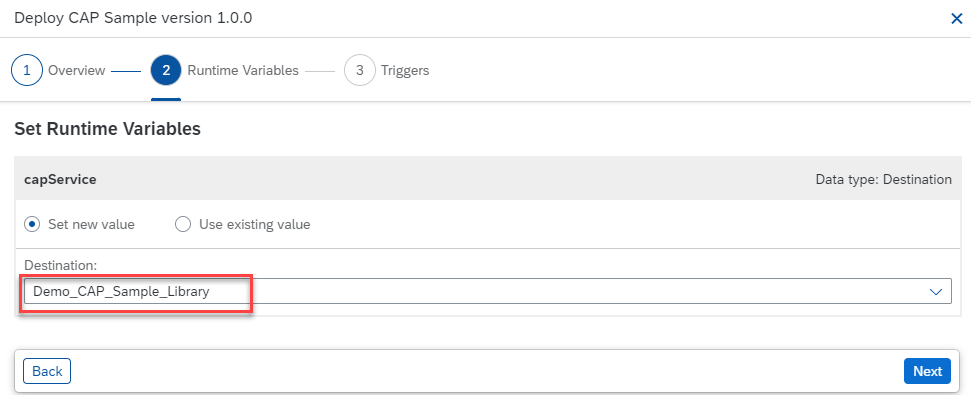 Deploy CAP Sample version 1.0.0
1 Overview 2 Runtime Variables 3 Triggers
Set Runtime Variables
capService Data type: Destination
Set new value Use existing value
Destination:
Demo_CAP_Sample_Library
Back Next